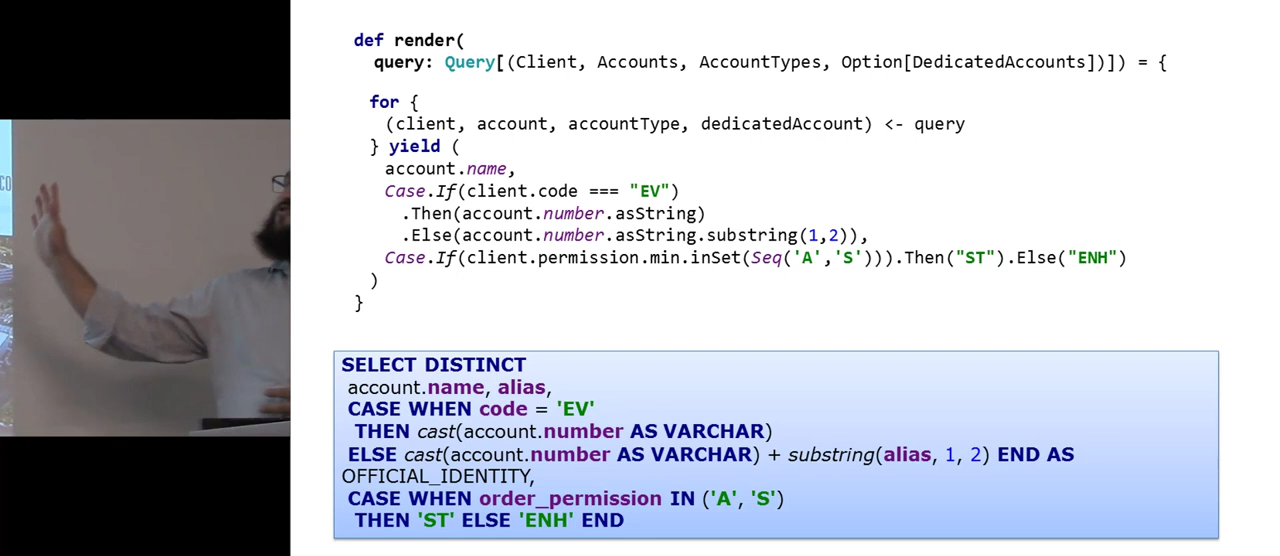 def render(
query: Query[(Client, Accounts, AccountTypes, Option[DedicatedAccounts])]) = {
for {
(client, account, accountType, dedicatedAccount) <- query
} yield (
account.name,
Case.If(client.code === "EV")
.Then(account.number.asString)
.Else(account.number.asString.substring(1,2)),
Case.If(client.permission.min.inSet(Seq('A','S'))).Then("ST").Else("ENH")
)
}
SELECT DISTINCT
account.name, alias,
CASE WHEN code = 'EV'
THEN cast(account.number AS VARCHAR)
ELSE cast(account.number AS VARCHAR) + substring(alias, 1, 2) END AS
OFFICIAL_IDENTITY,
CASE WHEN order_permission IN ('A', 'S')
THEN 'ST' ELSE 'ENH' END